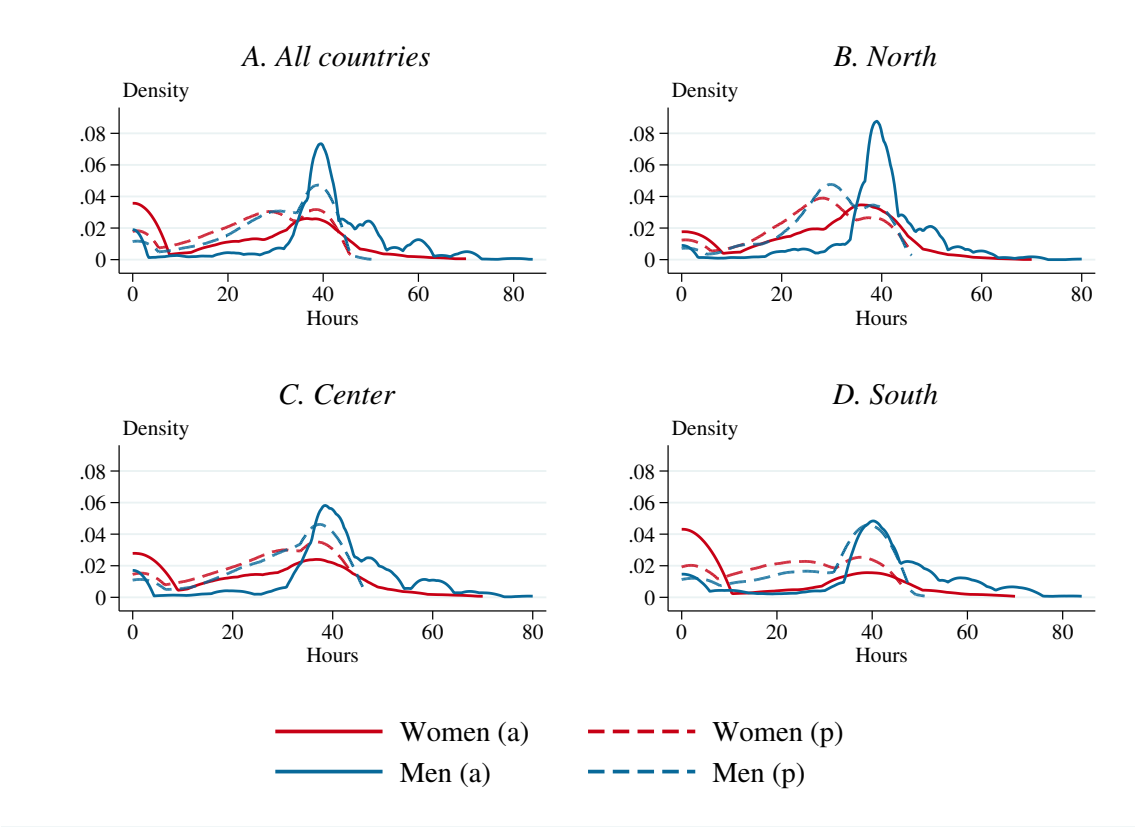 A. All countries
Density
.08
.06
.04
.02
0
0 20 40 60 80
Hours
B. North
Density
.08
.06
.04
.02
0
0 20 40 60 80
Hours
C. Center
Density
.08
.06
.04
.02
0
0 20 40 60 80
Hours
D. South
Density
.08
.06
.04
.02
0
0 20 40 60 80
Hours
Women (a) Women (p)
Men (a) Men (p)